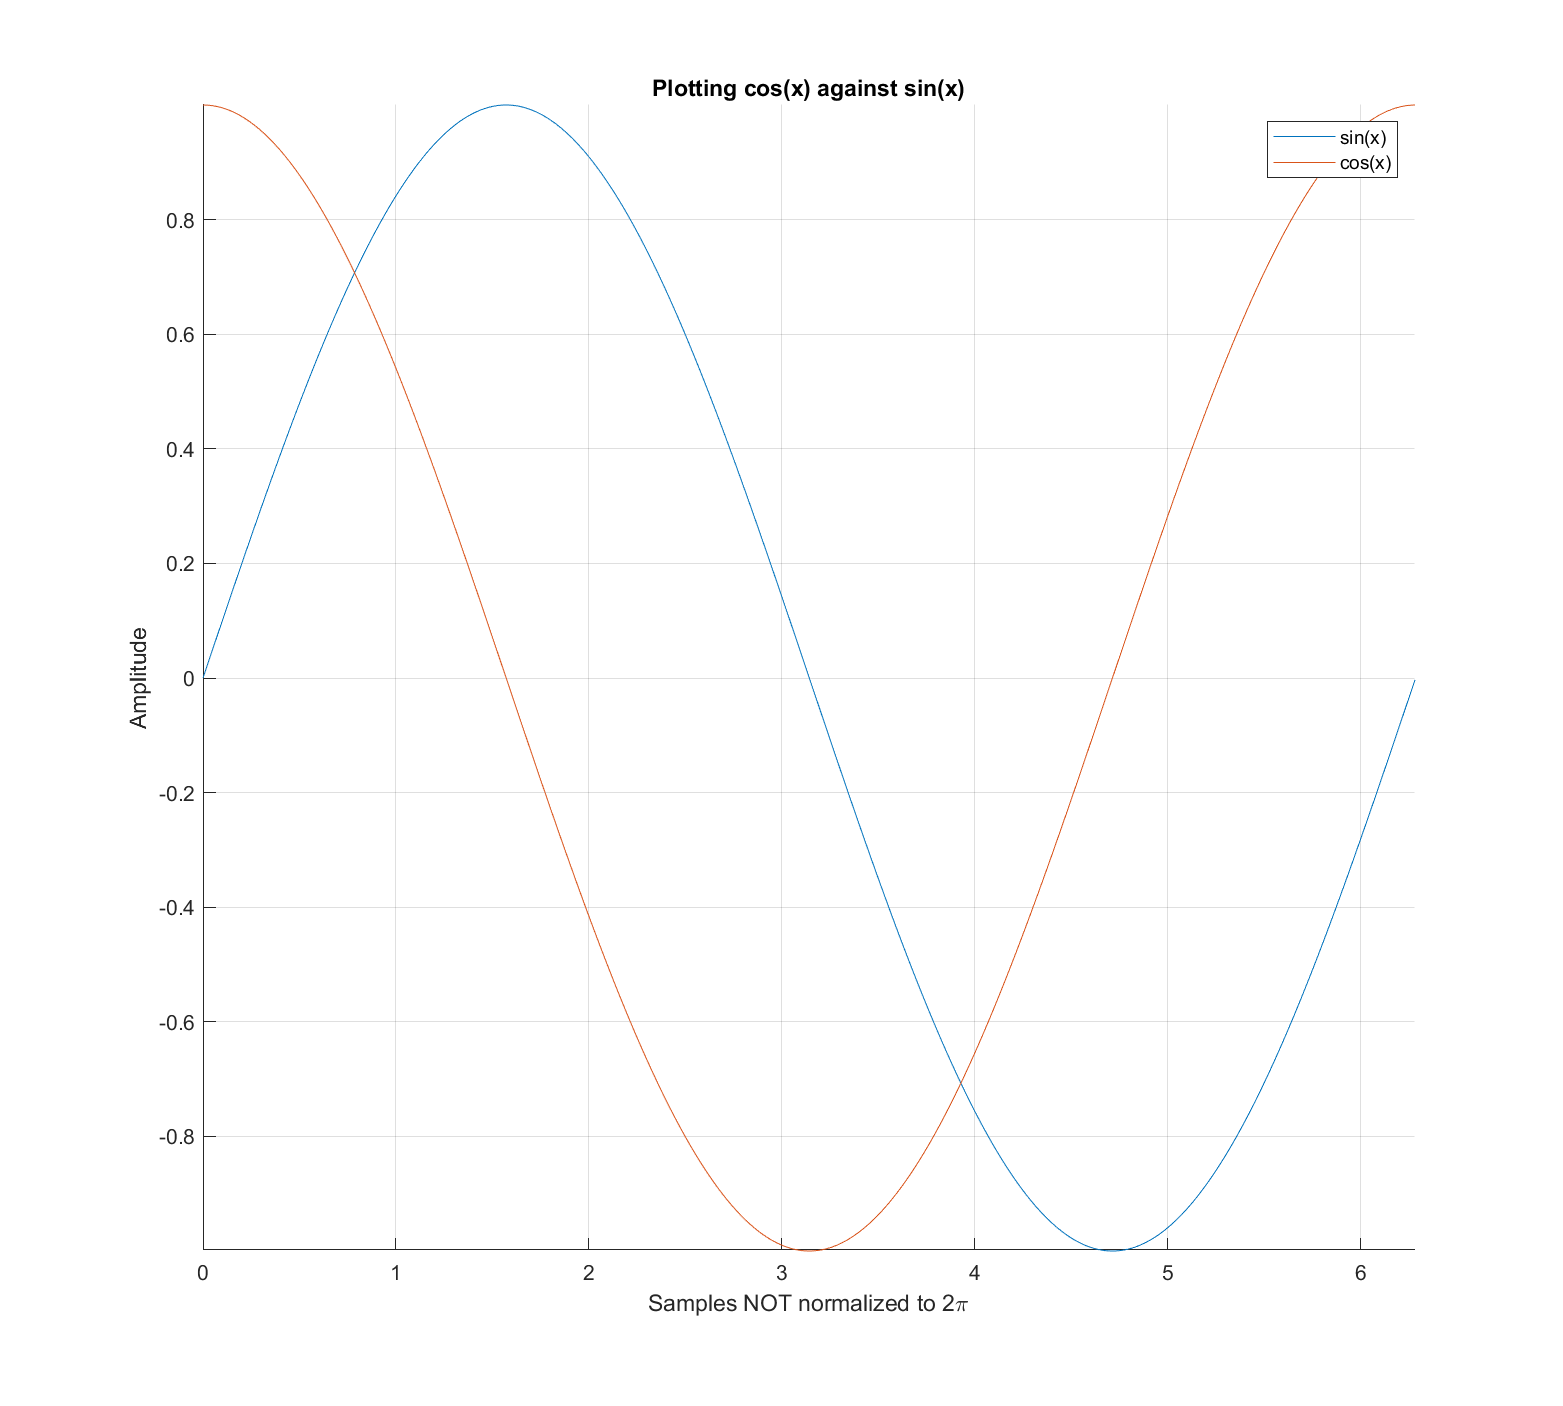 Plotting cos(x) against sin(x)
sin(x)
cos(x)
0.8
0.6
0.4
0.2
0
-0.2
-0.4
-0.6
-0.8
Amplitude
0 1 2 3 4 5 6
Samples NOT normalized to 2π